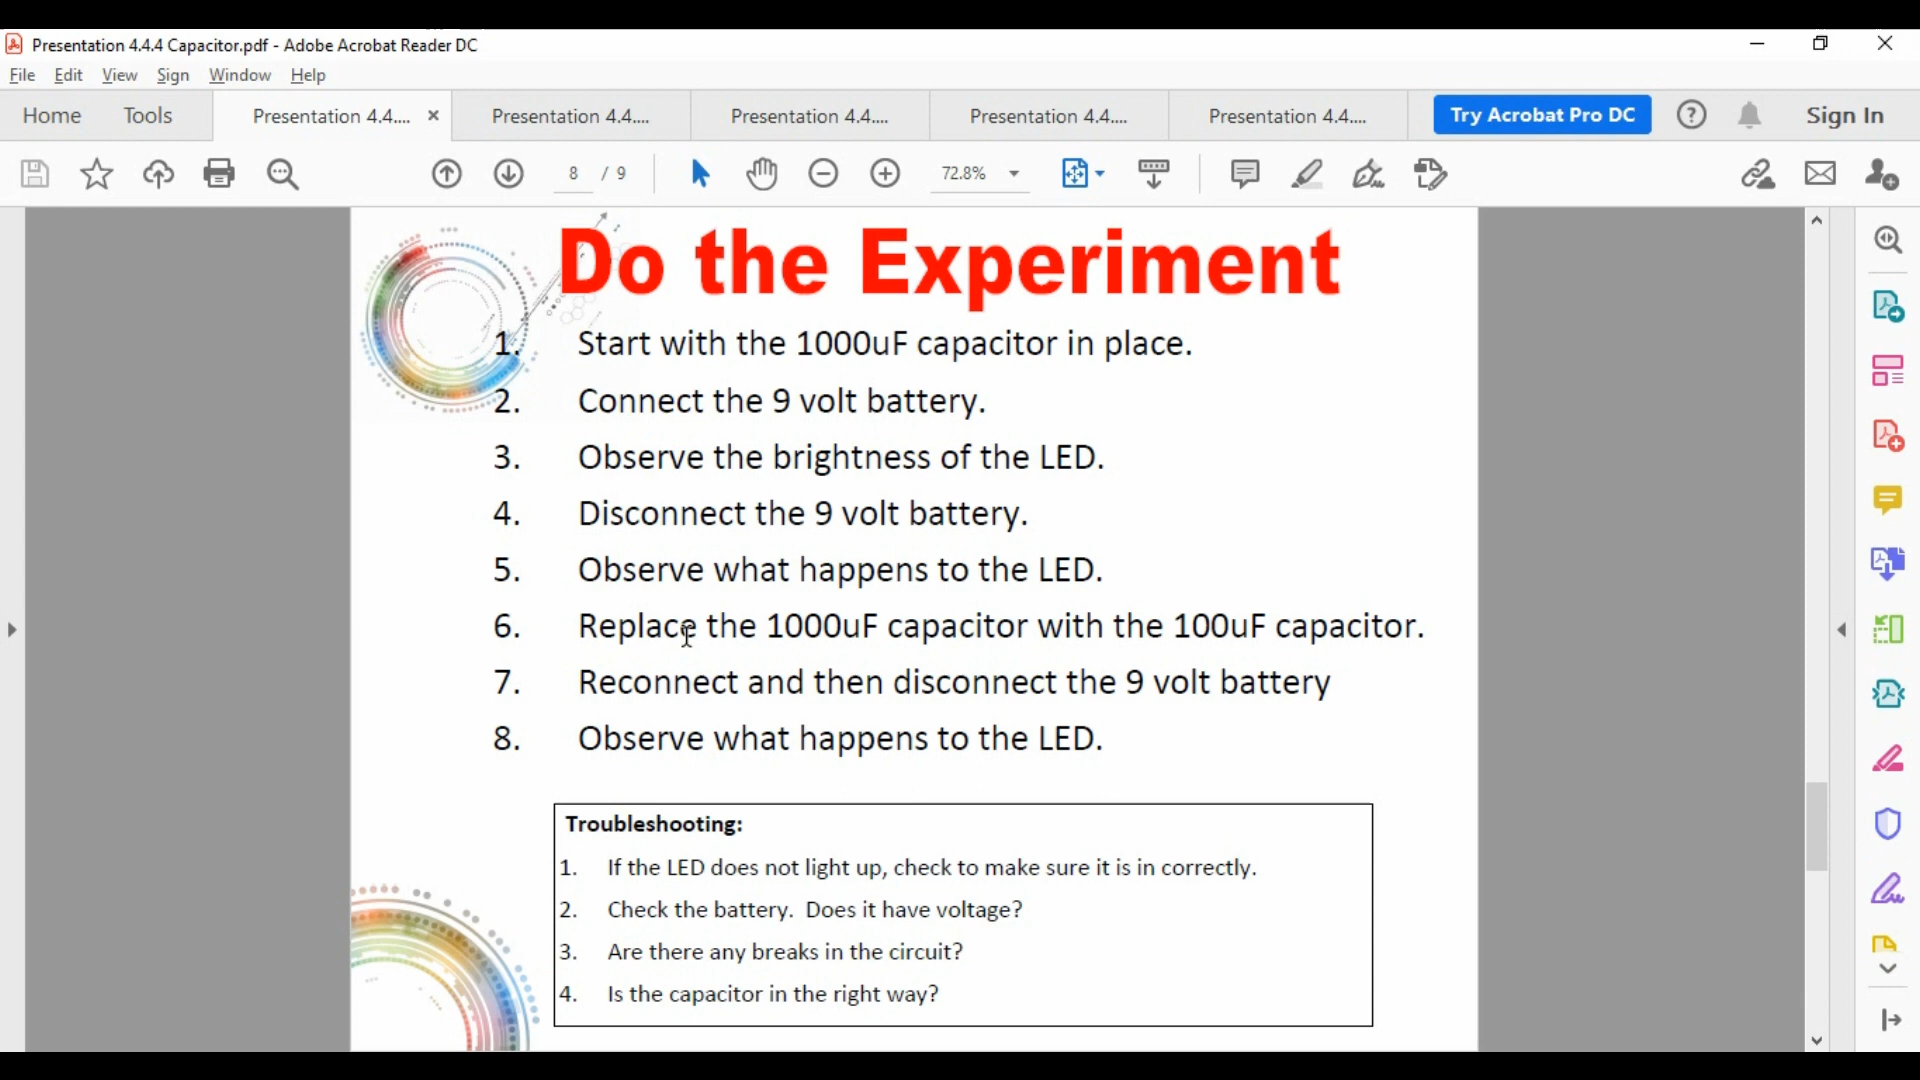 Presentation 4.4.4 Capacitor.pdf - Adobe Acrobat Reader DC
File Edit View Sign Window Help
Home Tools Presentation 4.4.... × Presentation 4.4.... Presentation 4.4.... Presentation 4.4.... Presentation 4.4.... Try Acrobat Pro DC Sign In
8 / 9 72.8%
Do the Experiment
1. Start with the 1000uF capacitor in place.
2. Connect the 9 volt battery.
3. Observe the brightness of the LED.
4. Disconnect the 9 volt battery.
5. Observe what happens to the LED.
6. Replace the 1000uF capacitor with the 100uF capacitor.
7. Reconnect and then disconnect the 9 volt battery
8. Observe what happens to the LED.
Troubleshooting:
1. If the LED does not light up, check to make sure it is in correctly.
2. Check the battery. Does it have voltage?
3. Are there any breaks in the circuit?
4. Is the capacitor in the right way?